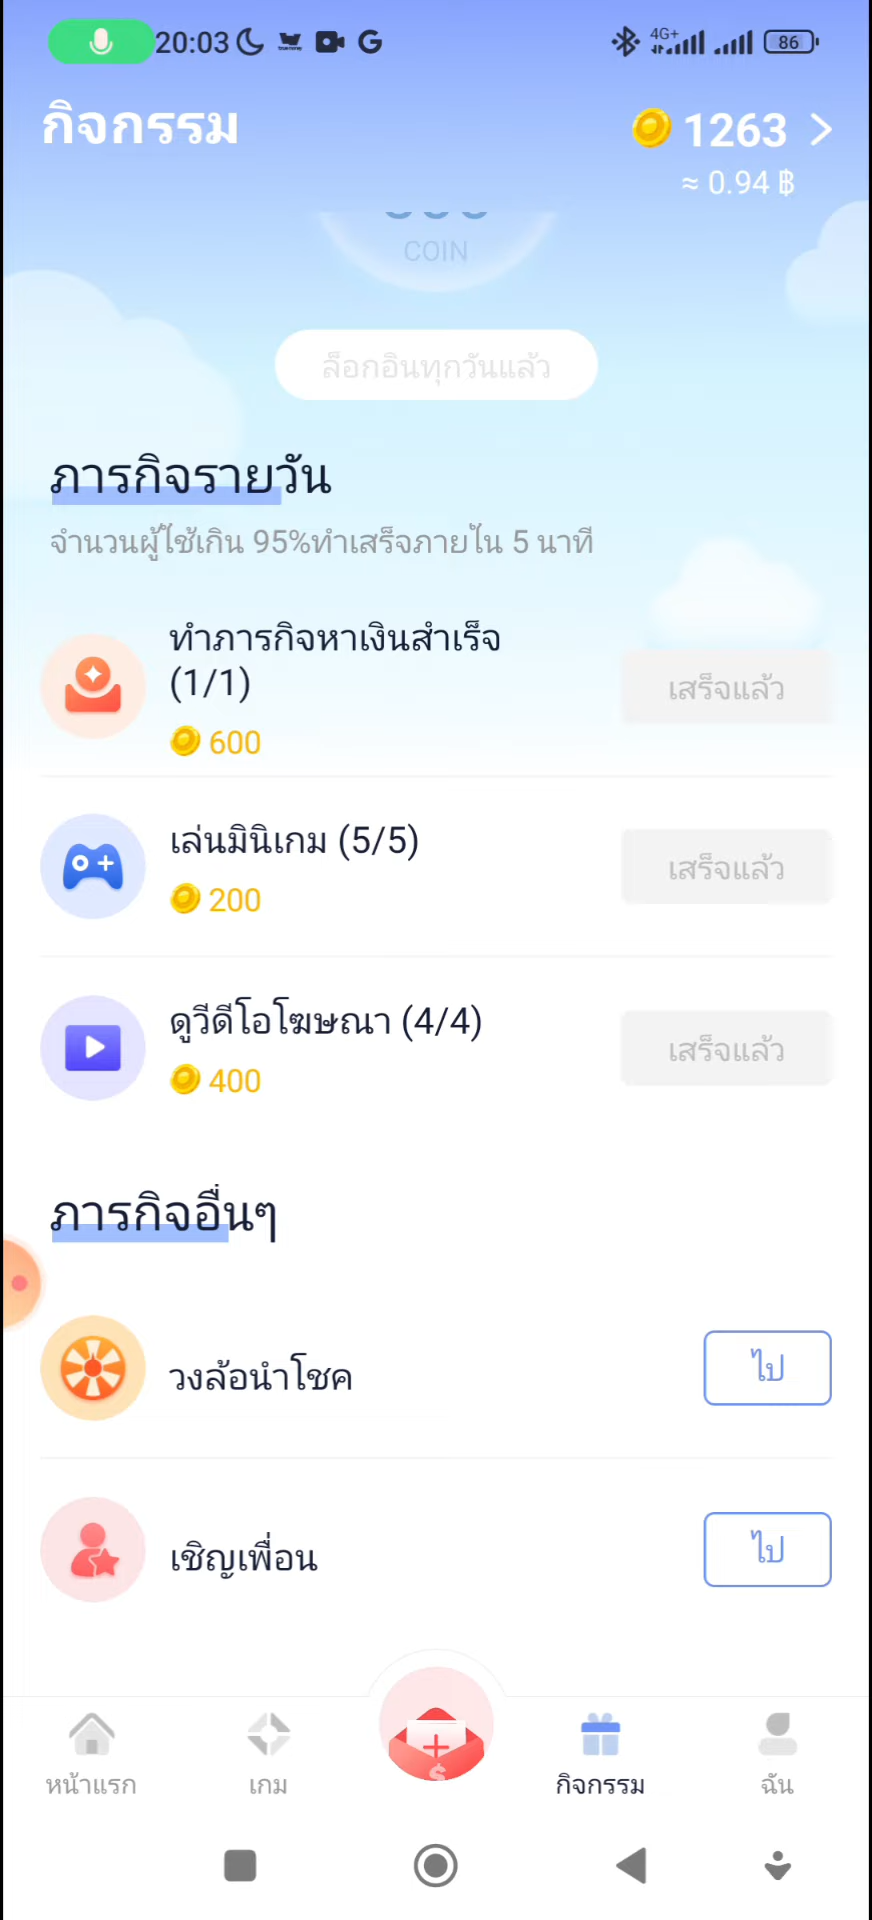 20:03 4G+ 86
กิจกรรม
1263
≈ 0.94 ฿
COIN
ล็อกอินทุกวันแล้ว
ภารกิจรายวัน
จำนวนผู้ใช้เกิน 95%ทำเสร็จภายใน 5 นาที
ทำภารกิจหาเงินสำเร็จ
(1/1)
600
เสร็จแล้ว
เล่นมินิเกม (5/5)
200
เสร็จแล้ว
ดูวีดีโอโฆษณา (4/4)
400
เสร็จแล้ว
ภารกิจอื่นๆ
วงล้อนำโชค
ไป
เชิญเพื่อน
ไป
หน้าแรก
เกม
กิจกรรม
ฉัน